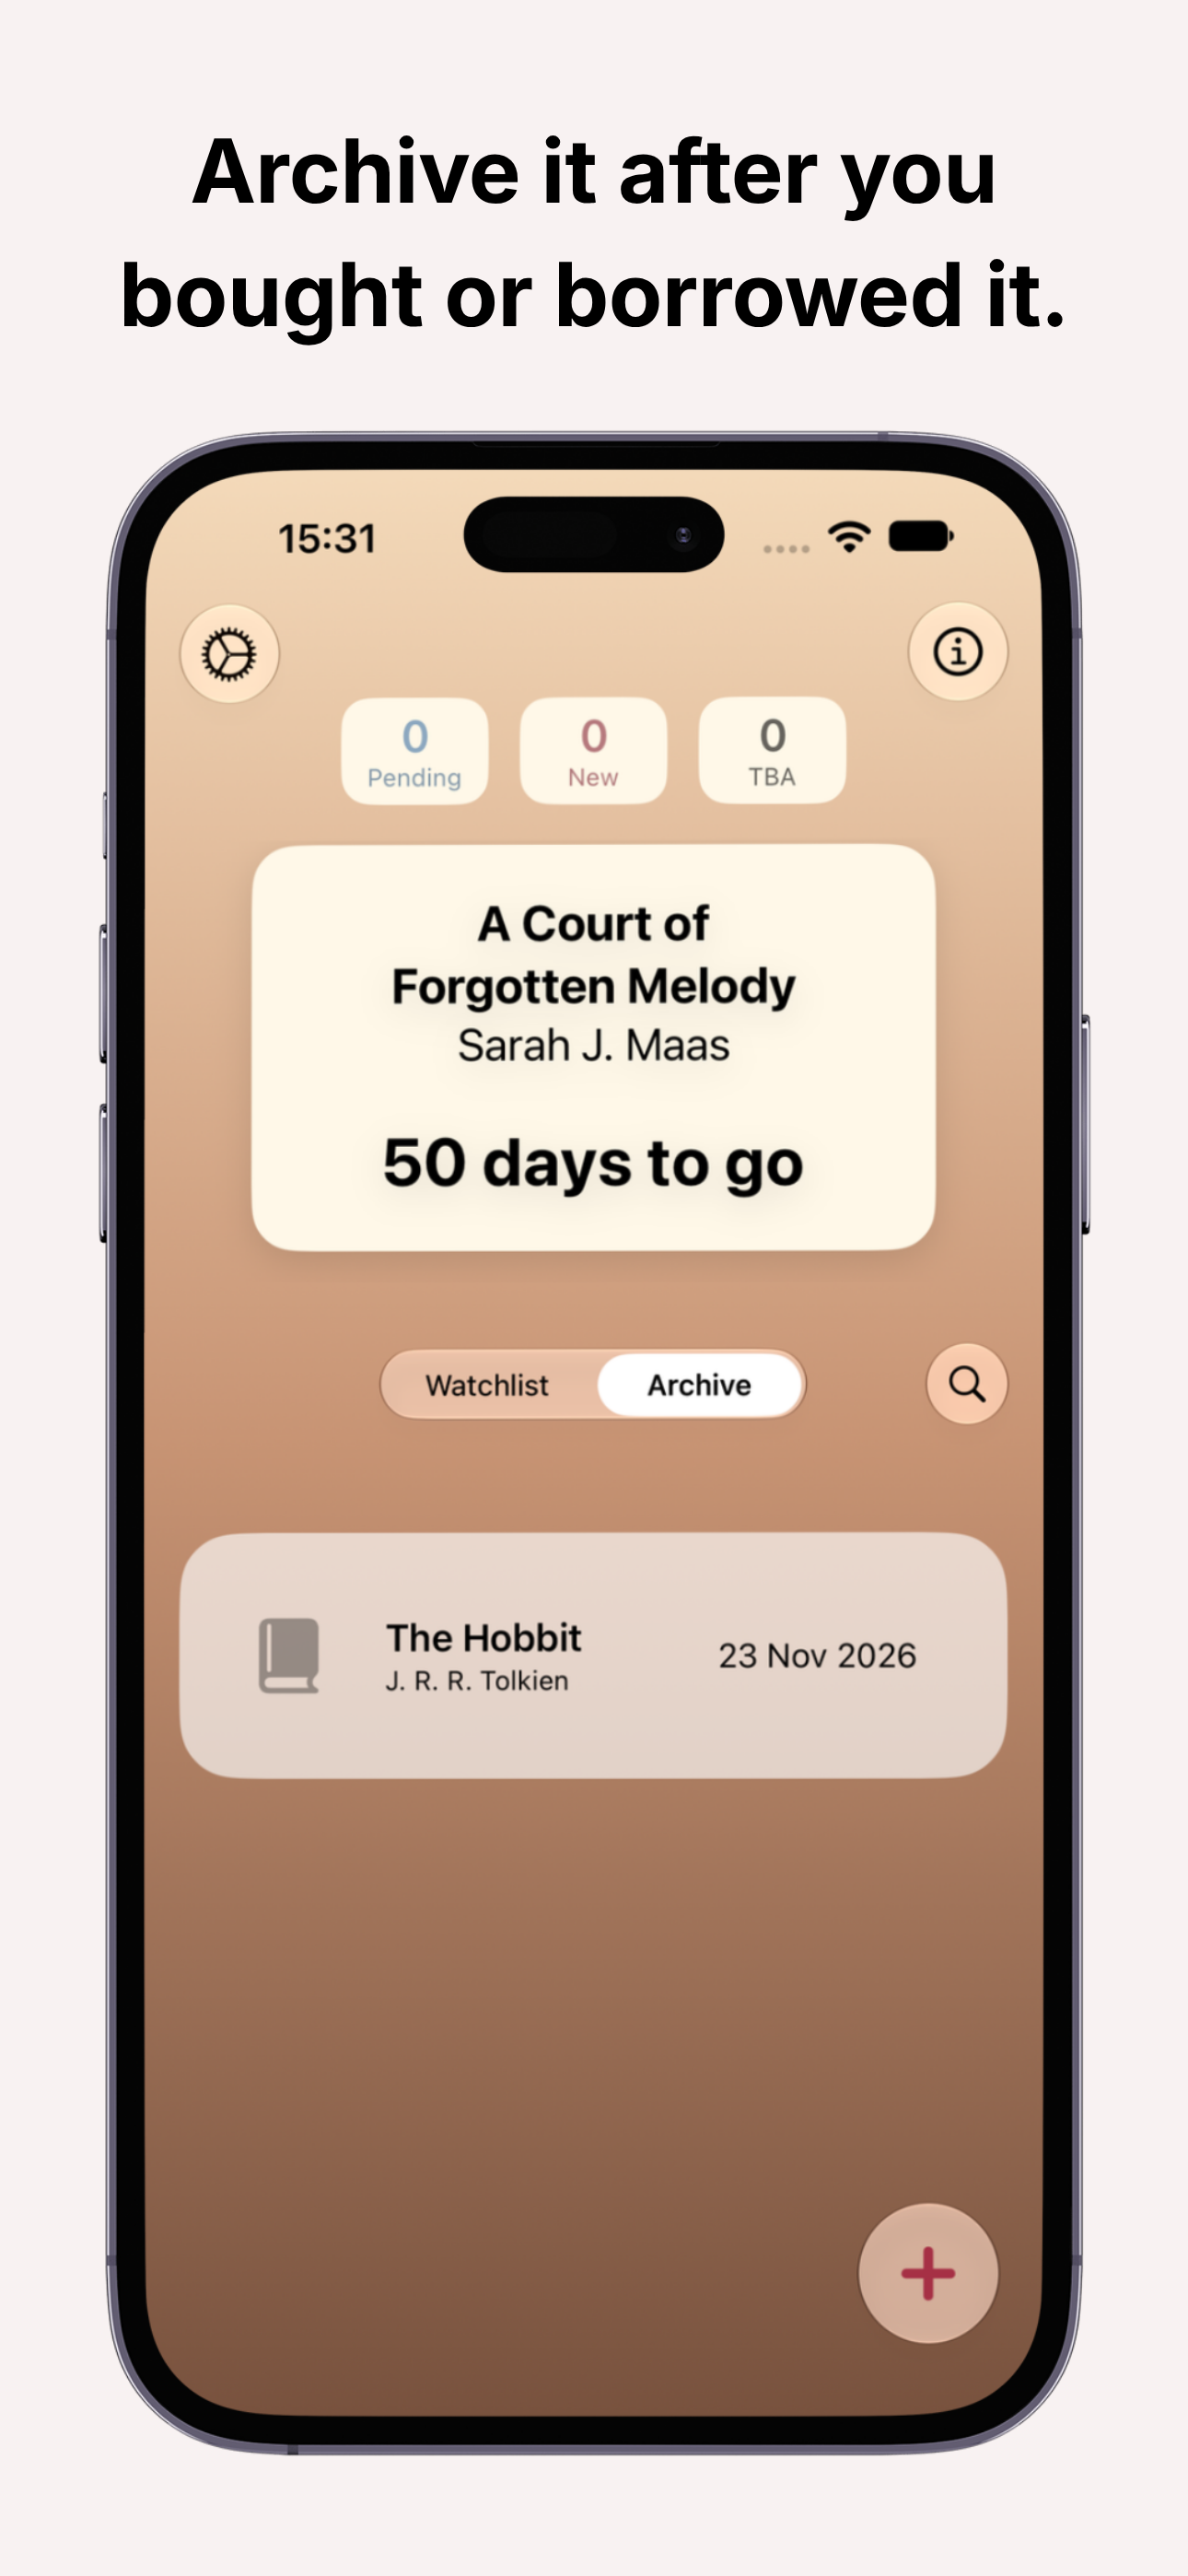 Archive it after you
bought or borrowed it.
15:31
0
Pending
0
New
0
TBA
A Court of
Forgotten Melody
Sarah J. Maas
50 days to go
Watchlist
Archive
The Hobbit
J. R. R. Tolkien
23 Nov 2026